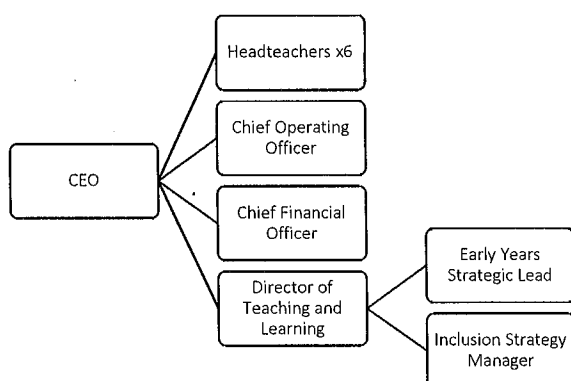 Headteachers x6
Chief Operating
Officer
CEO
Chief Financial
Officer
Director of
Teaching and
Learning
Early Years
Strategic Lead
Inclusion Strategy
Manager